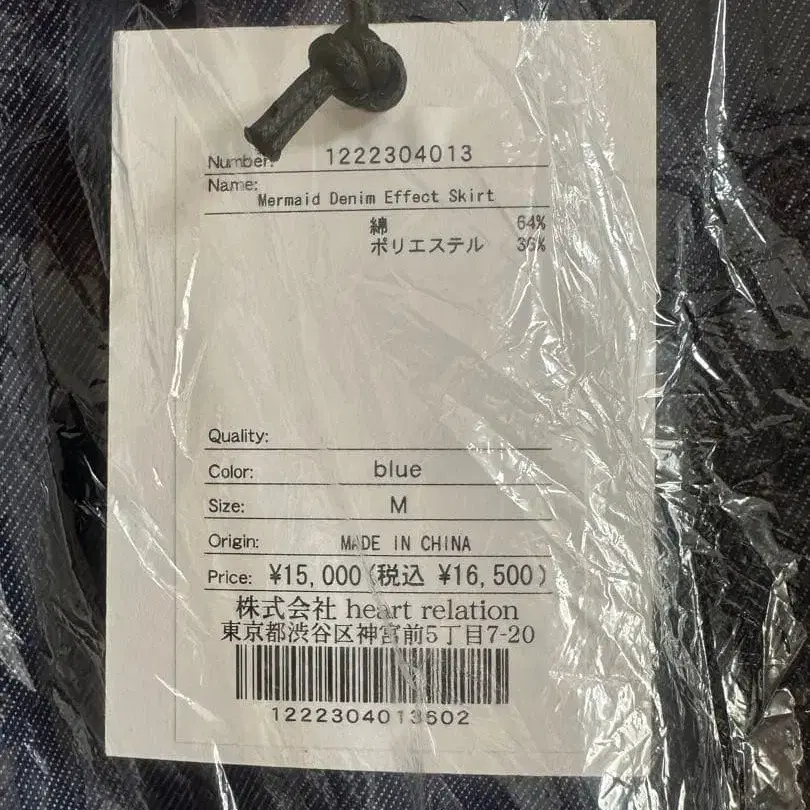 Number: 1222304013
Name:
Mermaid Denim Effect Skirt
綿 64%
ポリエステル 36%
Quality:
Color: blue
Size: M
Origin: MADE IN CHINA
Price: ¥15,000(税込 ¥16,500)
株式会社 heart relation
東京都渋谷区神宮前5丁目7-20
1222304013602